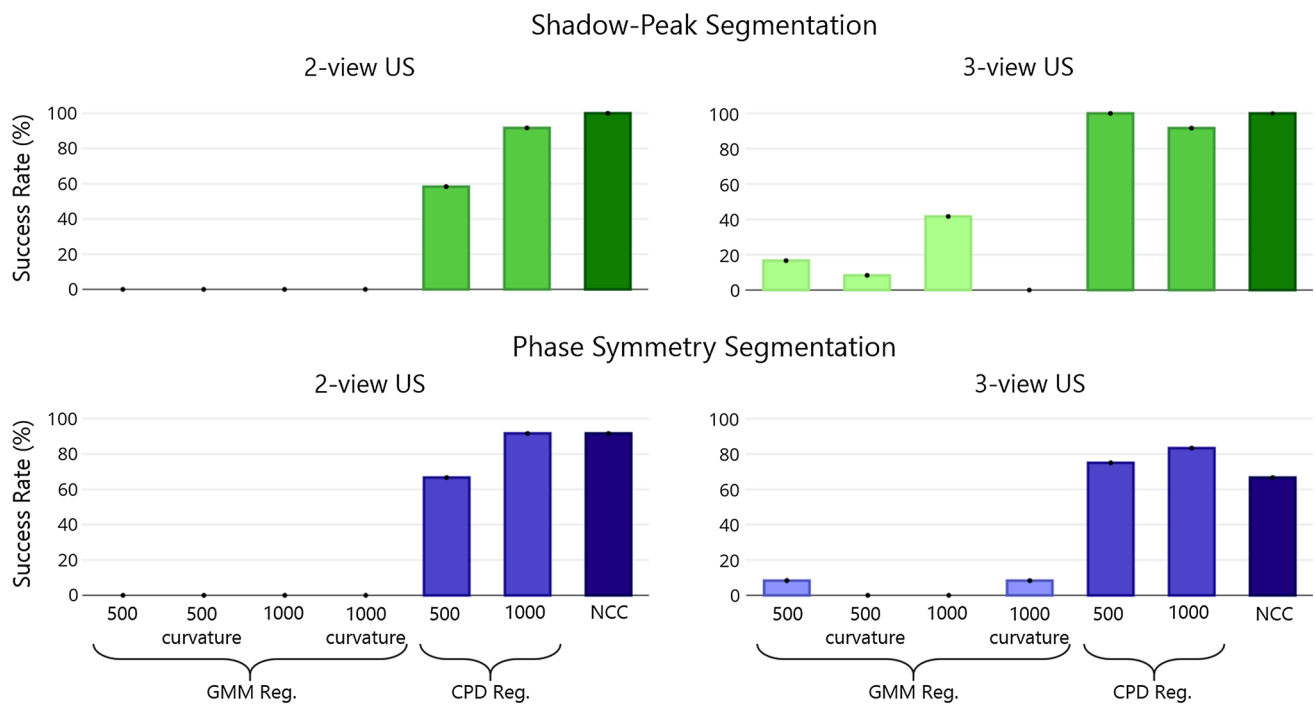 Shadow-Peak Segmentation
2-view US
3-view US
Success Rate (%)
100
80
60
40
20
0
100
80
60
40
20
0
Phase Symmetry Segmentation
2-view US
3-view US
Success Rate (%)
100
80
60
40
20
0
100
80
60
40
20
0
500
500
curvature
1000
1000
curvature
500
1000
NCC
500
500
curvature
1000
1000
curvature
500
1000
NCC
GMM Reg.
CPD Reg.
GMM Reg.
CPD Reg.